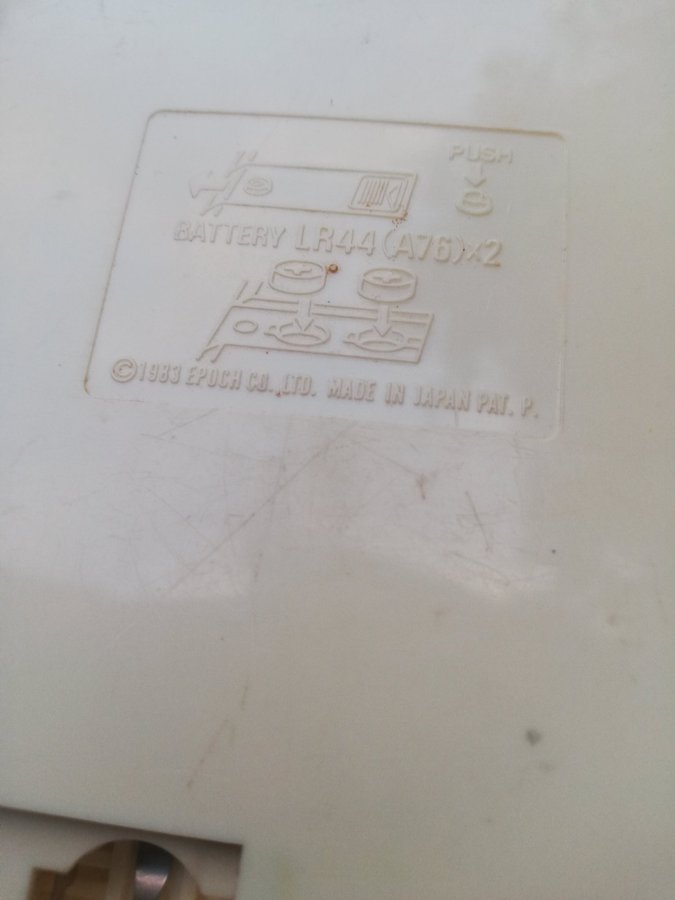 PUSH
BATTERY LR44(A76)×2
©1983 EPOCH CO., LTD. MADE IN JAPAN PAT. P.